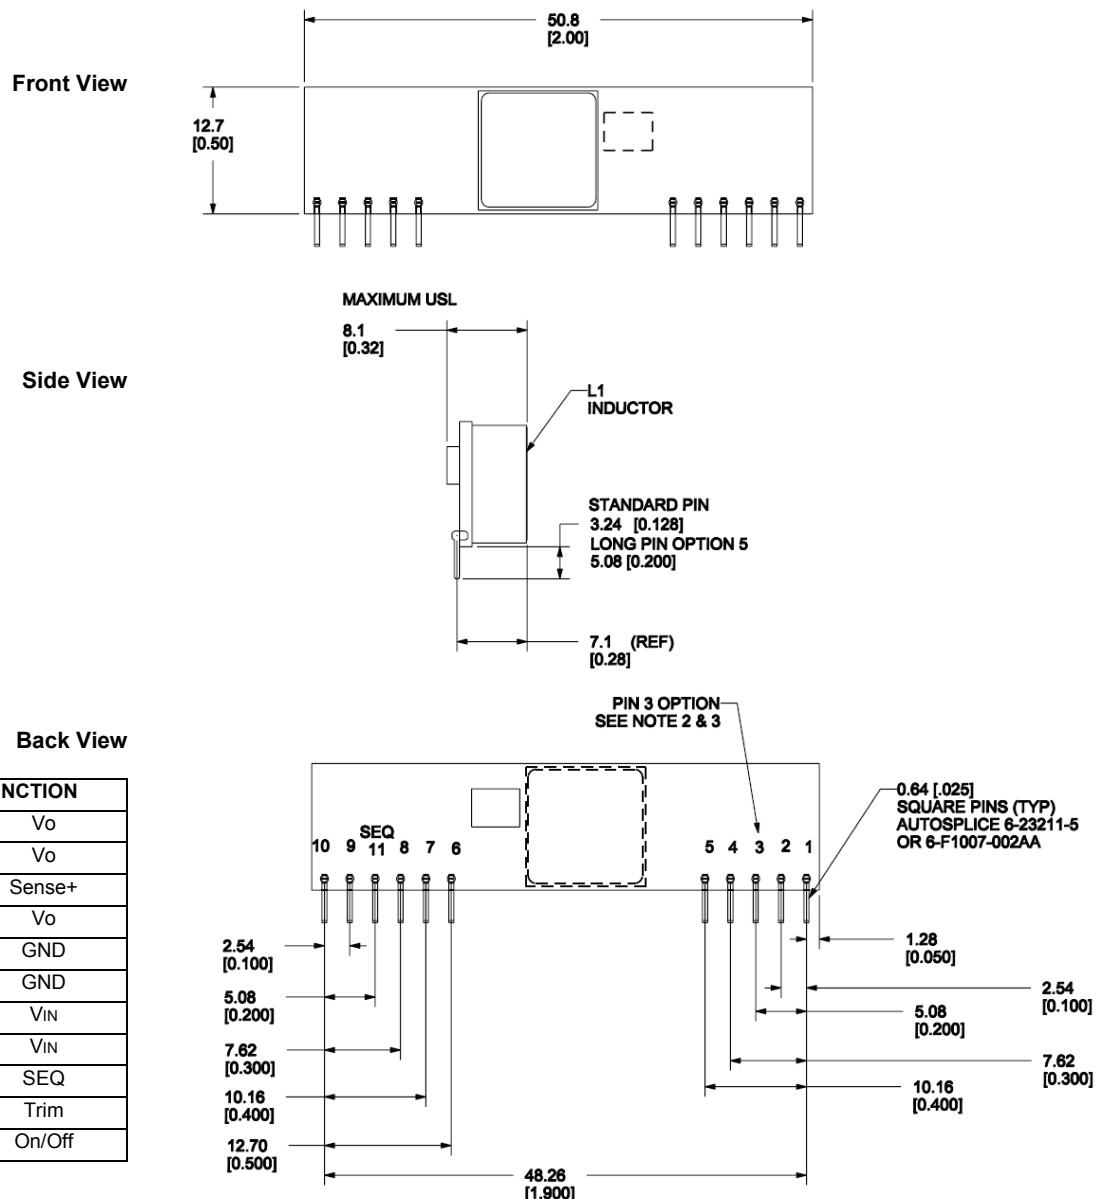 50.8
[2.00]
Front View
12.7
[0.50]
MAXIMUM USL
8.1
[0.32]
Side View
L1
INDUCTOR
STANDARD PIN
3.24 [0.128]
LONG PIN OPTION 5
5.08 [0.200]
7.1 (REF)
[0.28]
PIN 3 OPTION
SEE NOTE 2 & 3
Back View
NCTION
Vo
Vo
Sense+
Vo
GND
GND
VIN
VIN
SEQ
Trim
On/Off
0.64 [.025]
SQUARE PINS (TYP)
AUTOSPLICE 6-23211-5
OR 6-F1007-002AA
SEQ
10 9 11 8 7 6 5 4 3 2 1
2.54
[0.100]
5.08
[0.200]
7.62
[0.300]
10.16
[0.400]
12.70
[0.500]
1.28
[0.050]
2.54
[0.100]
5.08
[0.200]
7.62
[0.300]
10.16
[0.400]
48.26
[1.900]